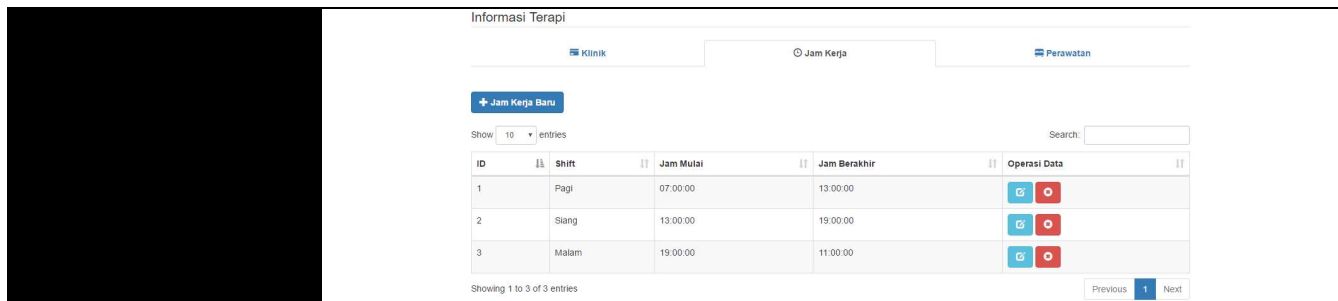 Informasi Terapi
Klinik Jam Kerja Perawatan
Jam Kerja Baru
Show 10 entries Search:
ID Shift Jam Mulai Jam Berakhir Operasi Data
1 Pagi 07:00:00 13:00:00
2 Siang 13:00:00 19:00:00
3 Malam 19:00:00 11:00:00
Showing 1 to 3 of 3 entries Previous 1 Next